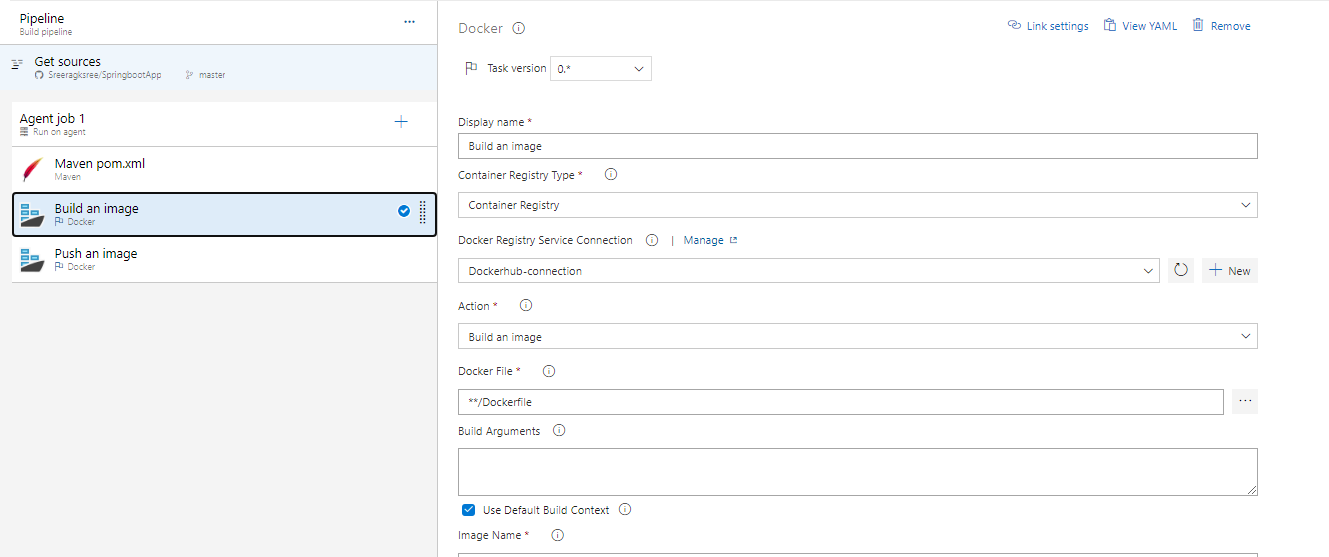 Pipeline
Build pipeline
Get sources
Sreeragksree/SpringbootApp master
Agent job 1
Run on agent
Maven pom.xml
Maven
Build an image
Docker
Push an image
Docker
Docker
Link settings View YAML Remove
Task version 0.*
Display name *
Build an image
Container Registry Type *
Container Registry
Docker Registry Service Connection | Manage
Dockerhub-connection
New
Action *
Build an image
Docker File *
**/Dockerfile
Build Arguments
Use Default Build Context
Image Name *